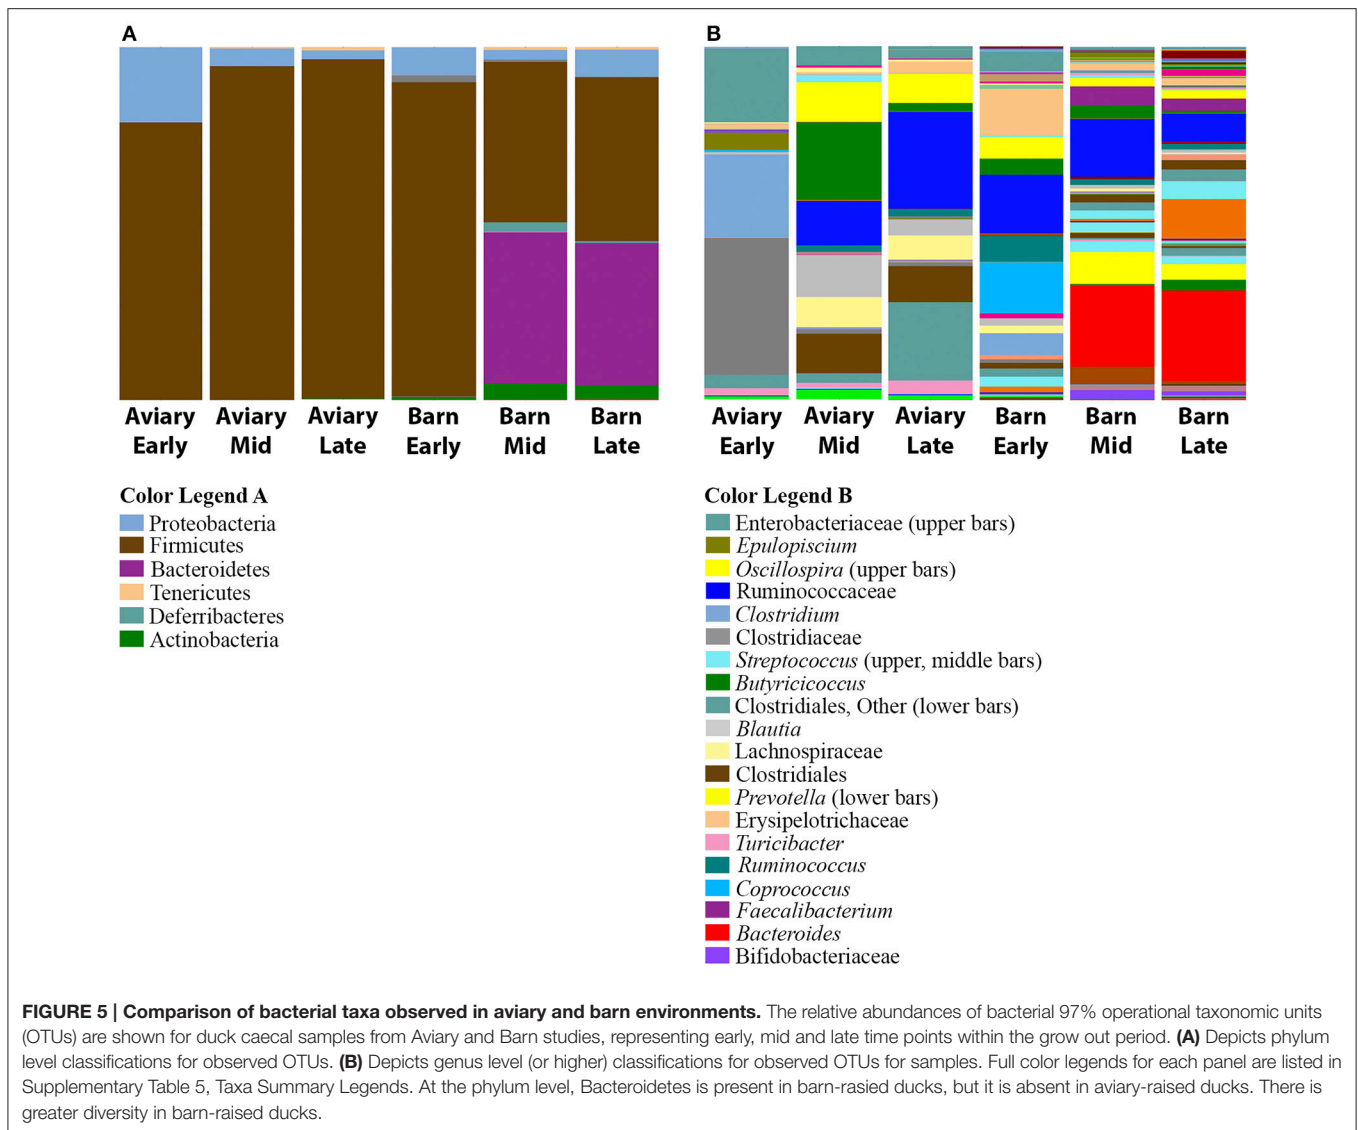 A
B
Aviary Early
Aviary Mid
Aviary Late
Barn Early
Barn Mid
Barn Late
Aviary Early
Aviary Mid
Aviary Late
Barn Early
Barn Mid
Barn Late
Color Legend A
Proteobacteria
Firmicutes
Bacteroidetes
Tenericutes
Deferribacteres
Actinobacteria
Color Legend B
Enterobacteriaceae (upper bars)
Epulopiscium
Oscillospira (upper bars)
Ruminoccaceae
Clostridium
Clostridiaceae
Streptococcus (upper, middle bars)
Butyricicoccus
Clostridiales, Other (lower bars)
Blautia
Lachnospiraceae
Clostridiales
Prevotella (lower bars)
Erysipelotrichaceae
Turicibacter
Ruminococcus
Coprococcus
Faecalibacterium
Bacteroides
Bifidobacteriaceae
FIGURE 5 | Comparison of bacterial taxa observed in aviary and barn environments. The relative abundances of bacterial 97% operational taxonomic units
(OTUs) are shown for duck caecal samples from Aviary and Barn studies, representing early, mid and late time points within the grow out period. (A) Depicts phylum
level classifications for observed OTUs. (B) Depicts genus level (or higher) classifications for observed OTUs for samples. Full color legends for each panel are listed in
Supplementary Table 5, Taxa Summary Legends. At the phylum level, Bacteroidetes is present in barn-rasied ducks, but it is absent in aviary-raised ducks. There is
greater diversity in barn-raised ducks.